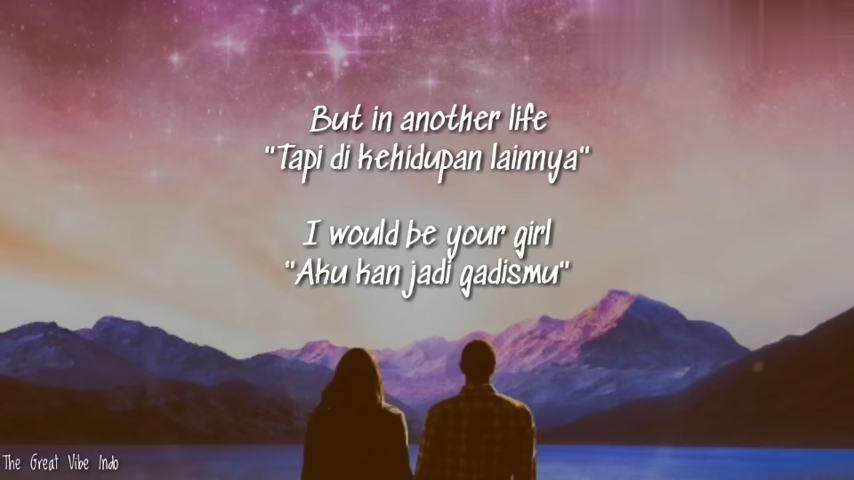 But in another life
"Tapi di kehidupan lainnya"
I would be your girl
"Aku kan jadi gadismu"
The Great Vibe Indo